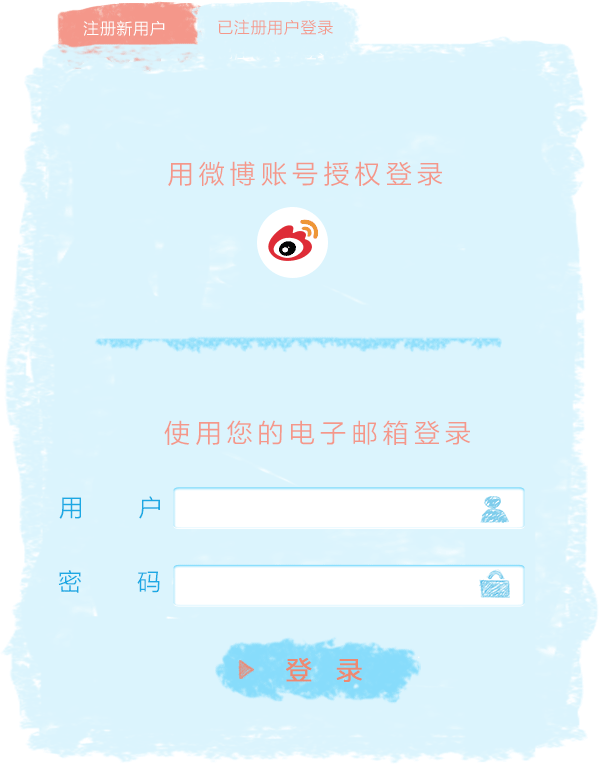 注册新用户
已注册用户登录
用微博账号授权登录
使用您的电子邮箱登录
用 户
密 码
登 录